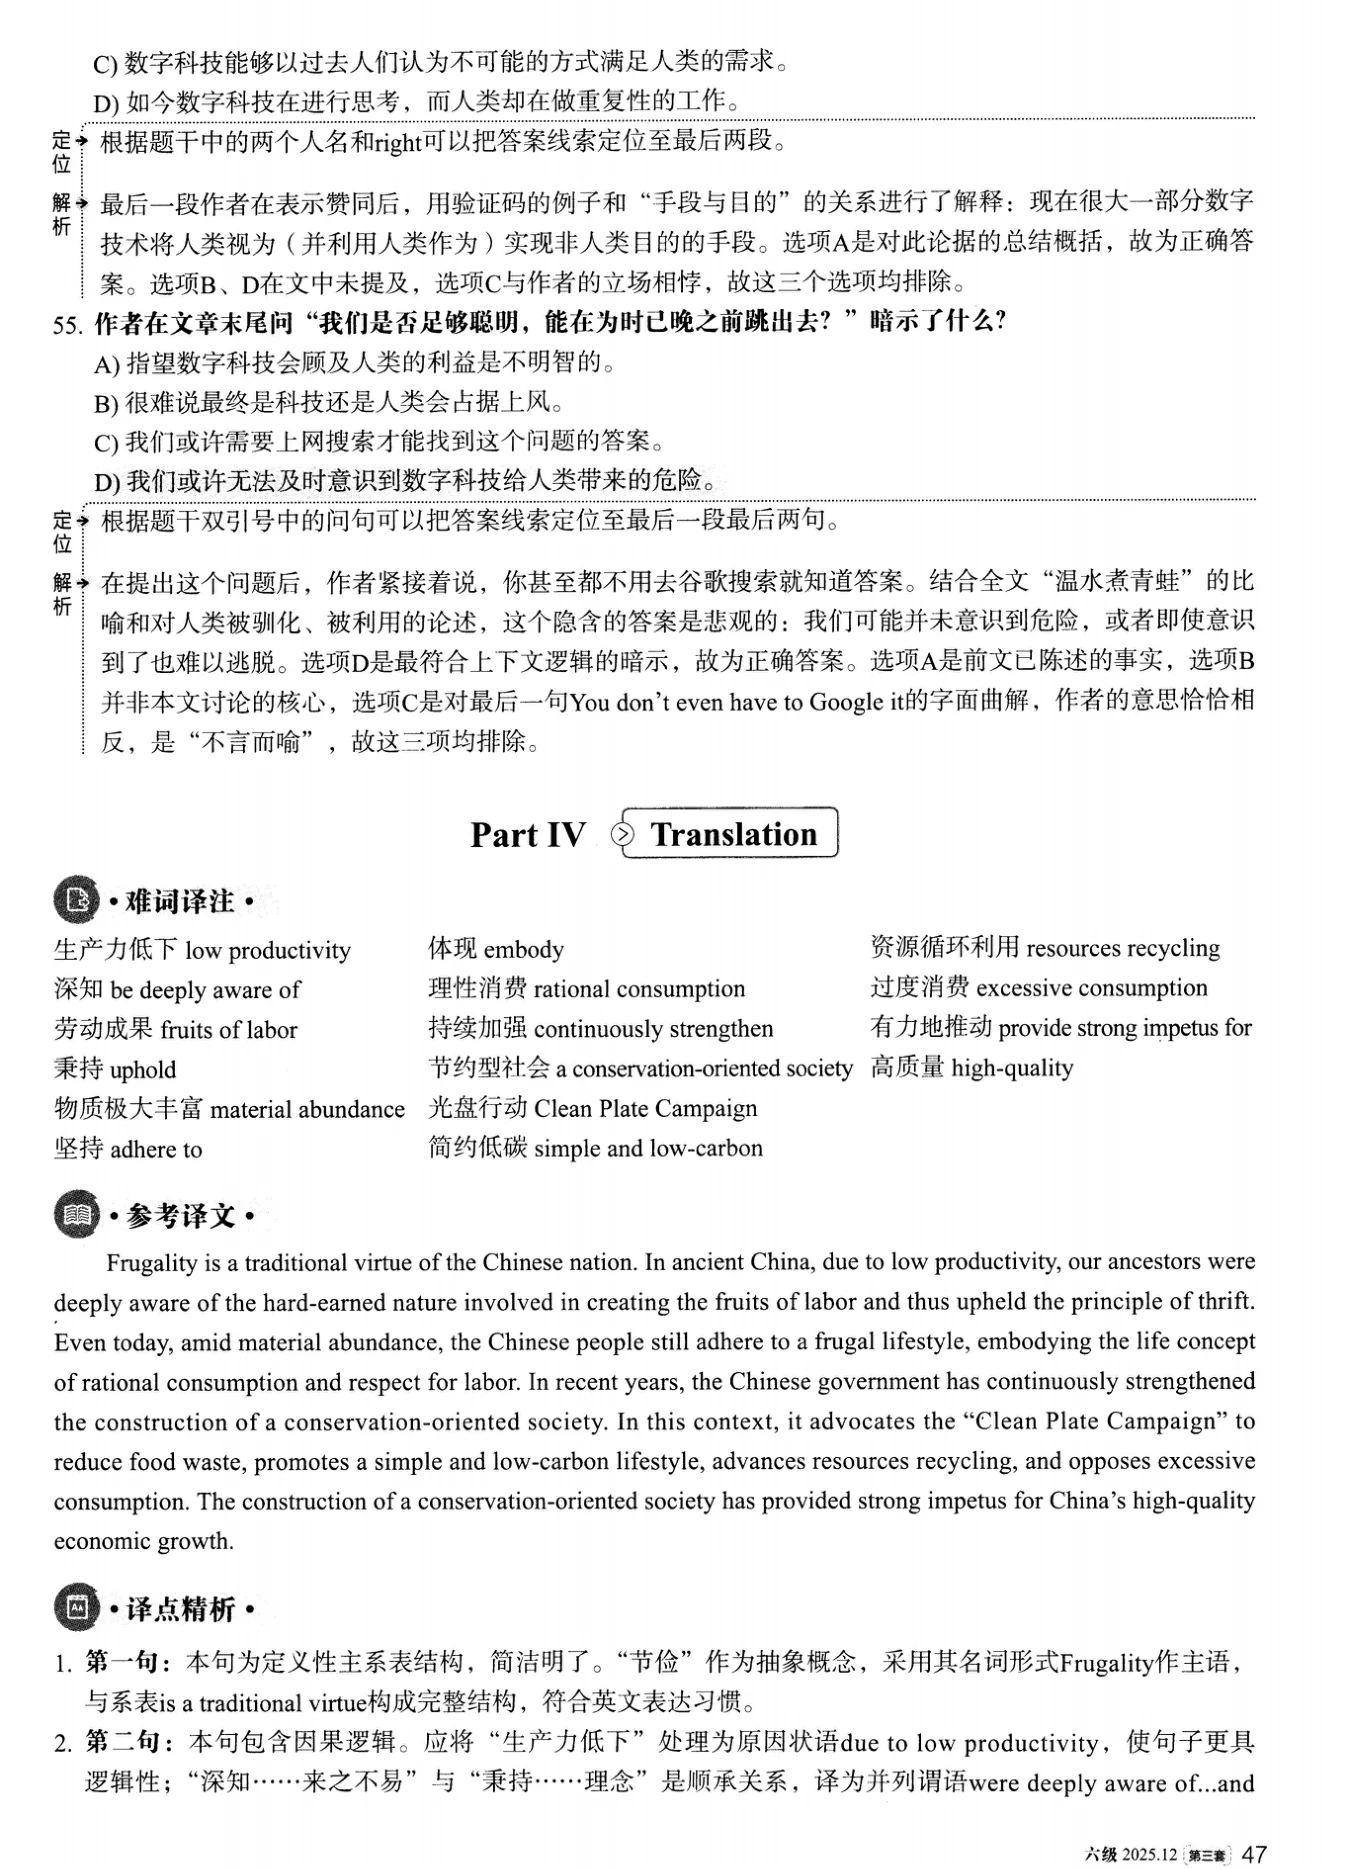 C) 数字科技能够以过去人们认为不可能的方式满足人类的需求。
D) 如今数字科技在进行思考，而人类却在做重复性的工作。
定位 根据题干中的两个人名和right可以把答案线索定位至最后两段。
解析 最后一段作者在表示赞同后，用验证码的例子和“手段与目的”的关系进行了解释：现在很大一部分数字
技术将人类视为（并利用人类作为）实现非人类目的的手段。选项A是对此论据的总结概括，故为正确答
案。选项B、D在文中未提及，选项C与作者的立场相悖，故这三个选项均排除。
55. 作者在文章末尾问“我们是否足够聪明，能在为时已晚之前跳出去？”暗示了什么？
A) 指望数字科技会顾及人类的利益是不明智的。
B) 很难说最终是科技还是人类会占据上风。
C) 我们或许需要上网搜索才能找到这个问题的答案。
D) 我们或许无法及时意识到数字科技给人类带来的危险。
定位 根据题干双引号中的问句可以把答案线索定位至最后一段最后两句。
解析 在提出这个问题后，作者紧接着说，你甚至都不用去谷歌搜索就知道答案。结合全文“温水煮青蛙”的比
喻和对人类被驯化、被利用的论述，这个隐含的答案是悲观的：我们可能并未意识到危险，或者即使意识
到了也难以逃脱。选项D是最符合上下文逻辑的暗示，故为正确答案。选项A是前文已陈述的事实，选项B
并非本文讨论的核心，选项C是对最后一句You don't even have to Google it的字面曲解，作者的意思恰恰相
反，是“不言而喻”，故这三项均排除。
Part IV Translation
·难词译注·
生产力低下 low productivity 体现 embody 资源循环利用 resources recycling
深知 be deeply aware of 理性消费 rational consumption 过度消费 excessive consumption
劳动成果 fruits of labor 持续加强 continuously strengthen 有力地推动 provide strong impetus for
秉持 uphold 节约型社会 a conservation-oriented society 高质量 high-quality
物质极大丰富 material abundance 光盘行动 Clean Plate Campaign
坚持 adhere to 简约低碳 simple and low-carbon
·参考译文·
Frugality is a traditional virtue of the Chinese nation. In ancient China, due to low productivity, our ancestors were
deeply aware of the hard-earned nature involved in creating the fruits of labor and thus upheld the principle of thrift.
Even today, amid material abundance, the Chinese people still adhere to a frugal lifestyle, embodying the life concept
of rational consumption and respect for labor. In recent years, the Chinese government has continuously strengthened
the construction of a conservation-oriented society. In this context, it advocates the “Clean Plate Campaign” to
reduce food waste, promotes a simple and low-carbon lifestyle, advances resources recycling, and opposes excessive
consumption. The construction of a conservation-oriented society has provided strong impetus for China's high-quality
economic growth.
·译点精析·
1. 第一句：本句为定义性主系表结构，简洁明了。“节俭”作为抽象概念，采用其名词形式Frugality作主语，
与系表is a traditional virtue构成完整结构，符合英文表达习惯。
2. 第二句：本句包含因果逻辑。应将“生产力低下”处理为原因状语due to low productivity，使句子更具
逻辑性；“深知……来之不易”与“秉持……理念”是顺承关系，译为并列谓语were deeply aware of...and
六级 2025.12 第三套 47